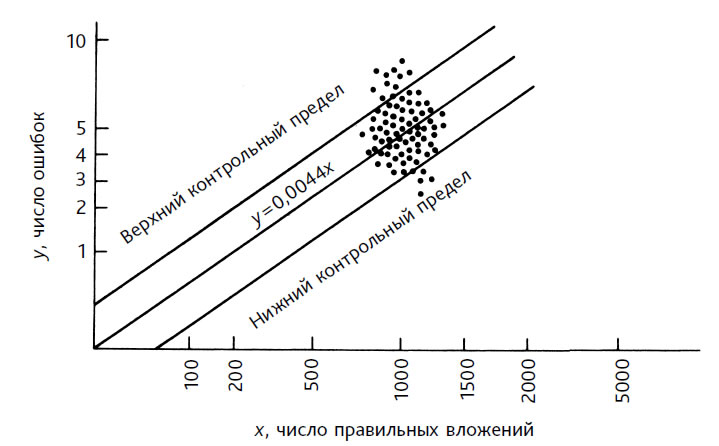 10
5
4
3
2
1
y, число ошибок
Верхний контрольный предел
y=0,0044x
Нижний контрольный предел
100
200
500
1000
1500
2000
5000
x, число правильных вложений